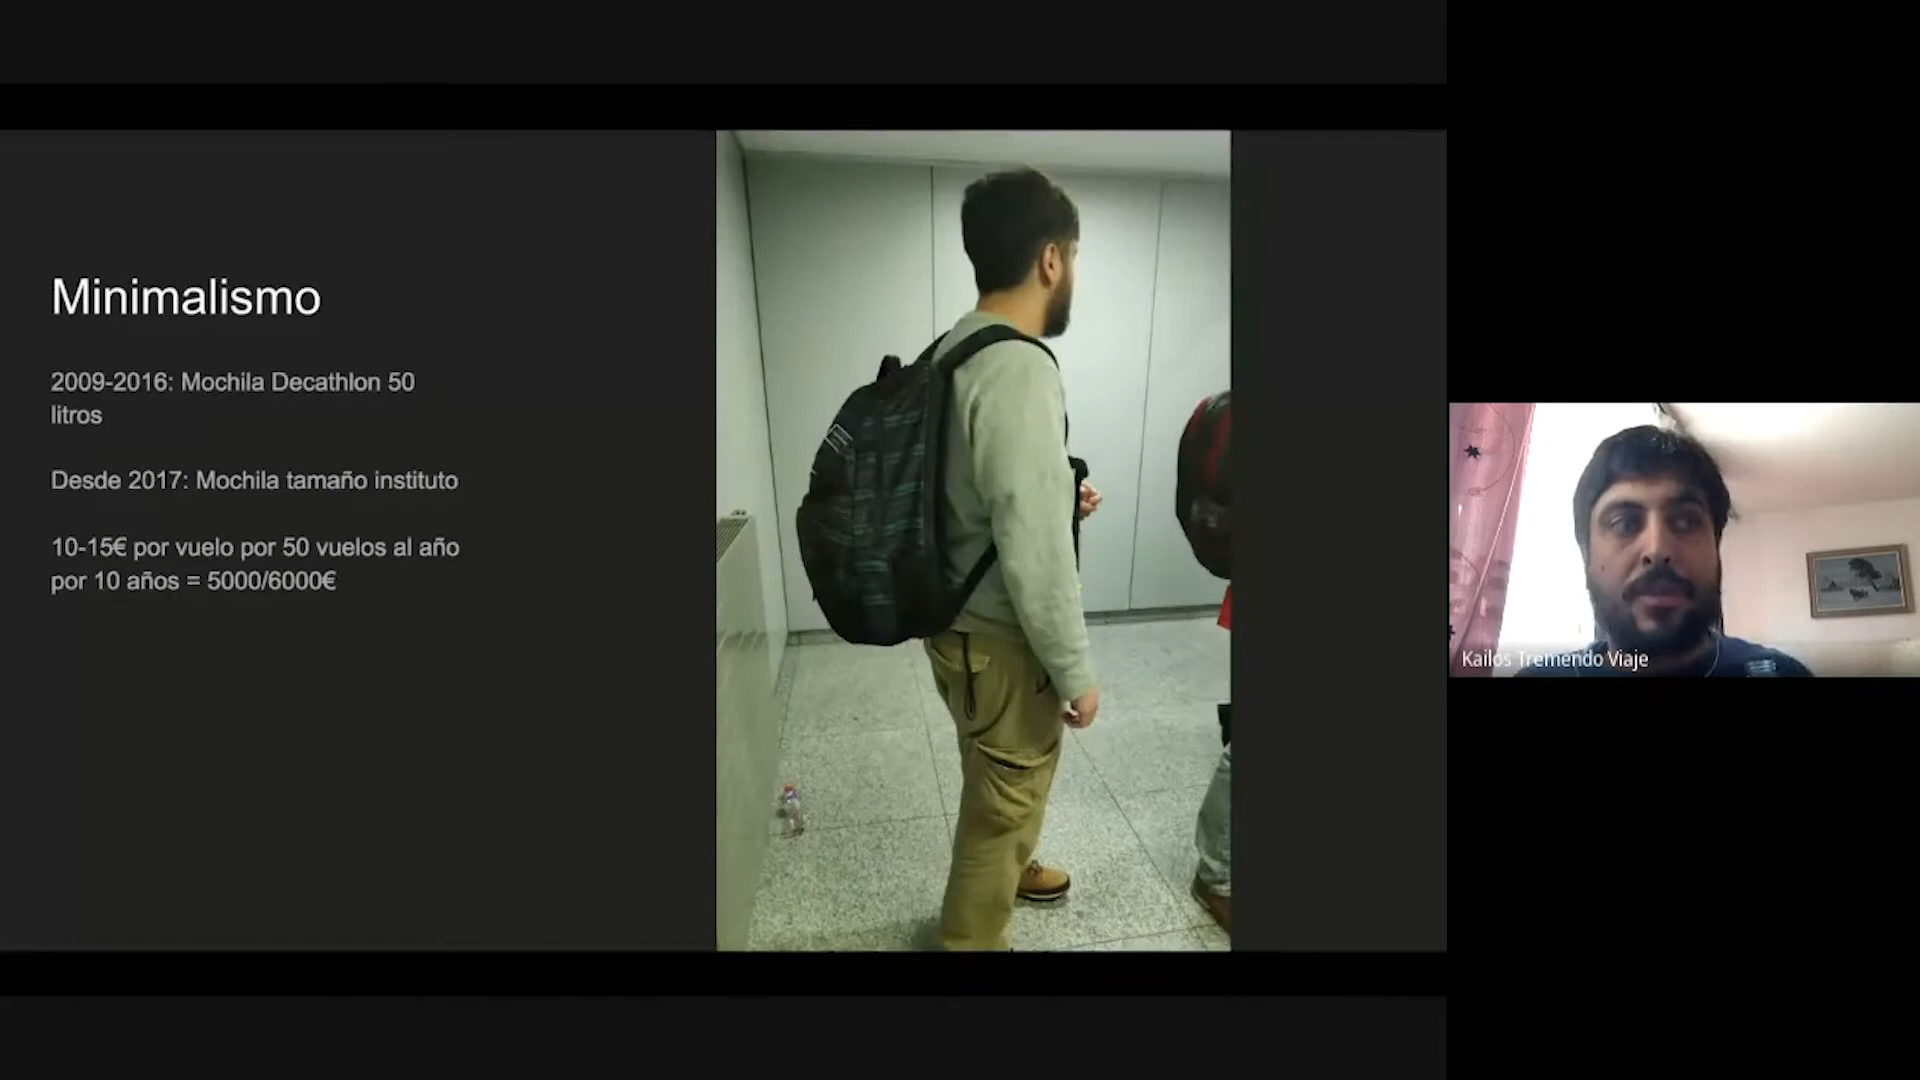 Minimalismo
2009-2016: Mochila Decathlon 50
litros
Desde 2017: Mochila tamaño instituto
10-15€ por vuelo por 50 vuelos al año
por 10 años = 5000/6000€
Kailos Tremendo Viaje